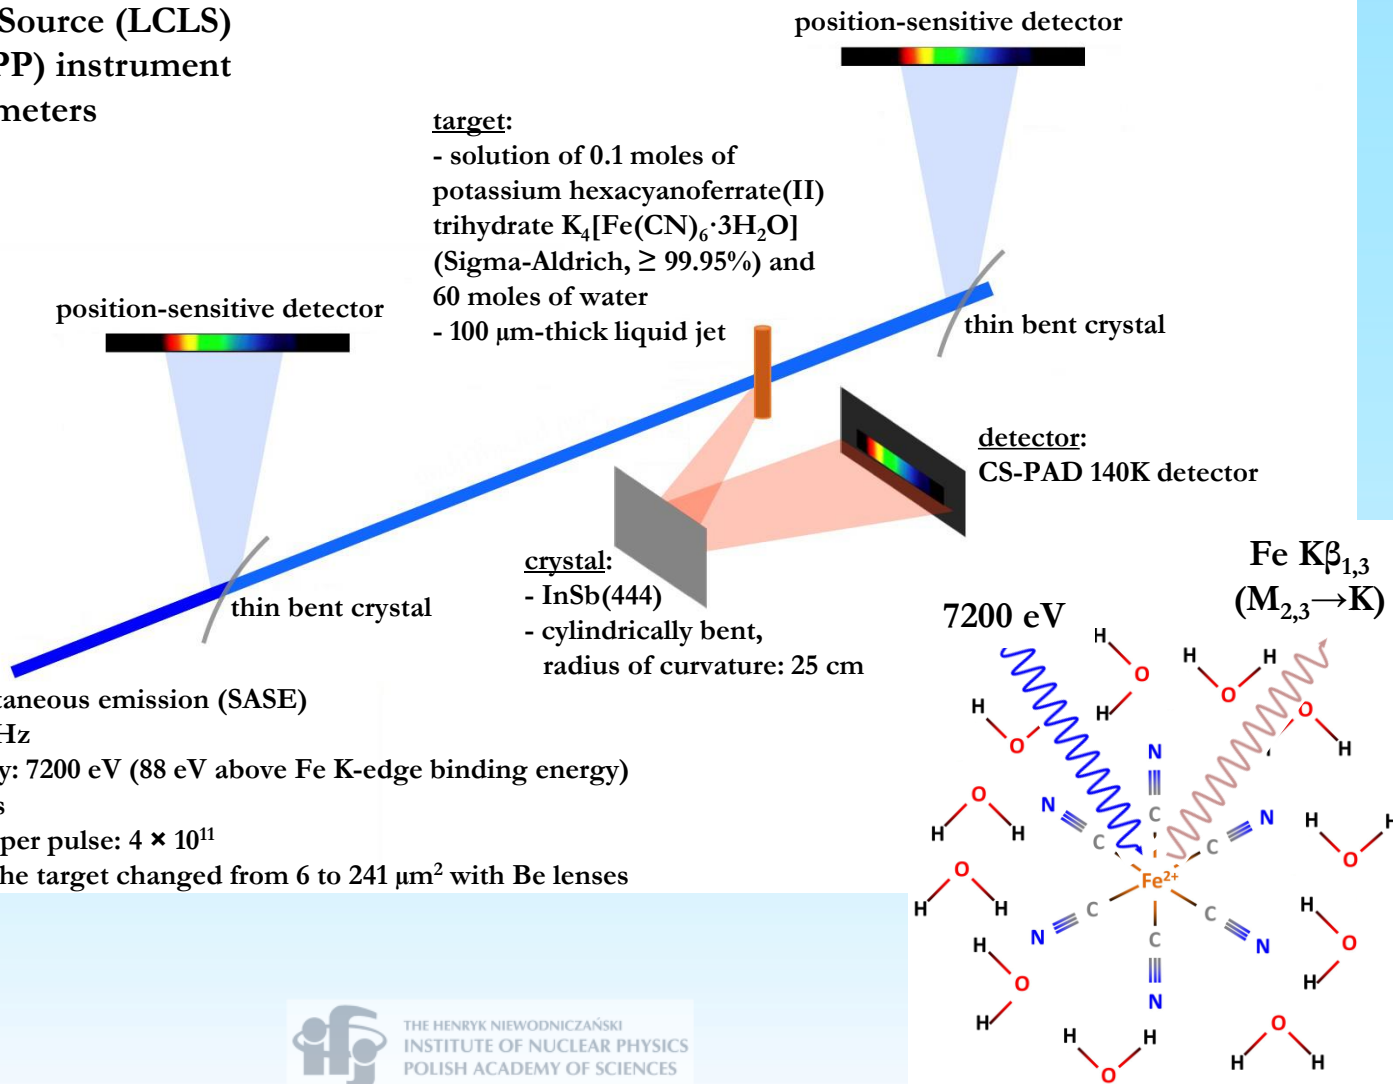 Source (LCLS)
PP) instrument
meters
position-sensitive detector
target:
- solution of 0.1 moles of
potassium hexacyanoferrate(II)
trihydrate K₄[Fe(CN)₆·3H₂O]
(Sigma-Aldrich, ≥ 99.95%) and
60 moles of water
- 100 µm-thick liquid jet
position-sensitive detector
thin bent crystal
detector:
CS-PAD 140K detector
thin bent crystal
crystal:
- InSb(444)
- cylindrically bent,
radius of curvature: 25 cm
taneous emission (SASE)
Hz
y: 7200 eV (88 eV above Fe K-edge binding energy)
s
per pulse: 4 × 10¹¹
he target changed from 6 to 241 µm² with Be lenses
Fe Kβ₁,₃
(M₂,₃→K)
7200 eV
H
O
H
H
O
H
H
O
O
H
N
C
N
C
C
N
H
O
H
H
O
H
Fe²⁺
H
O
H
N
C
C
N
H
O
H
C
N
H
O
H
H
O
H
H
O
H
THE HENRYK NIEWODNICZAŃSKI
INSTITUTE OF NUCLEAR PHYSICS
POLISH ACADEMY OF SCIENCES